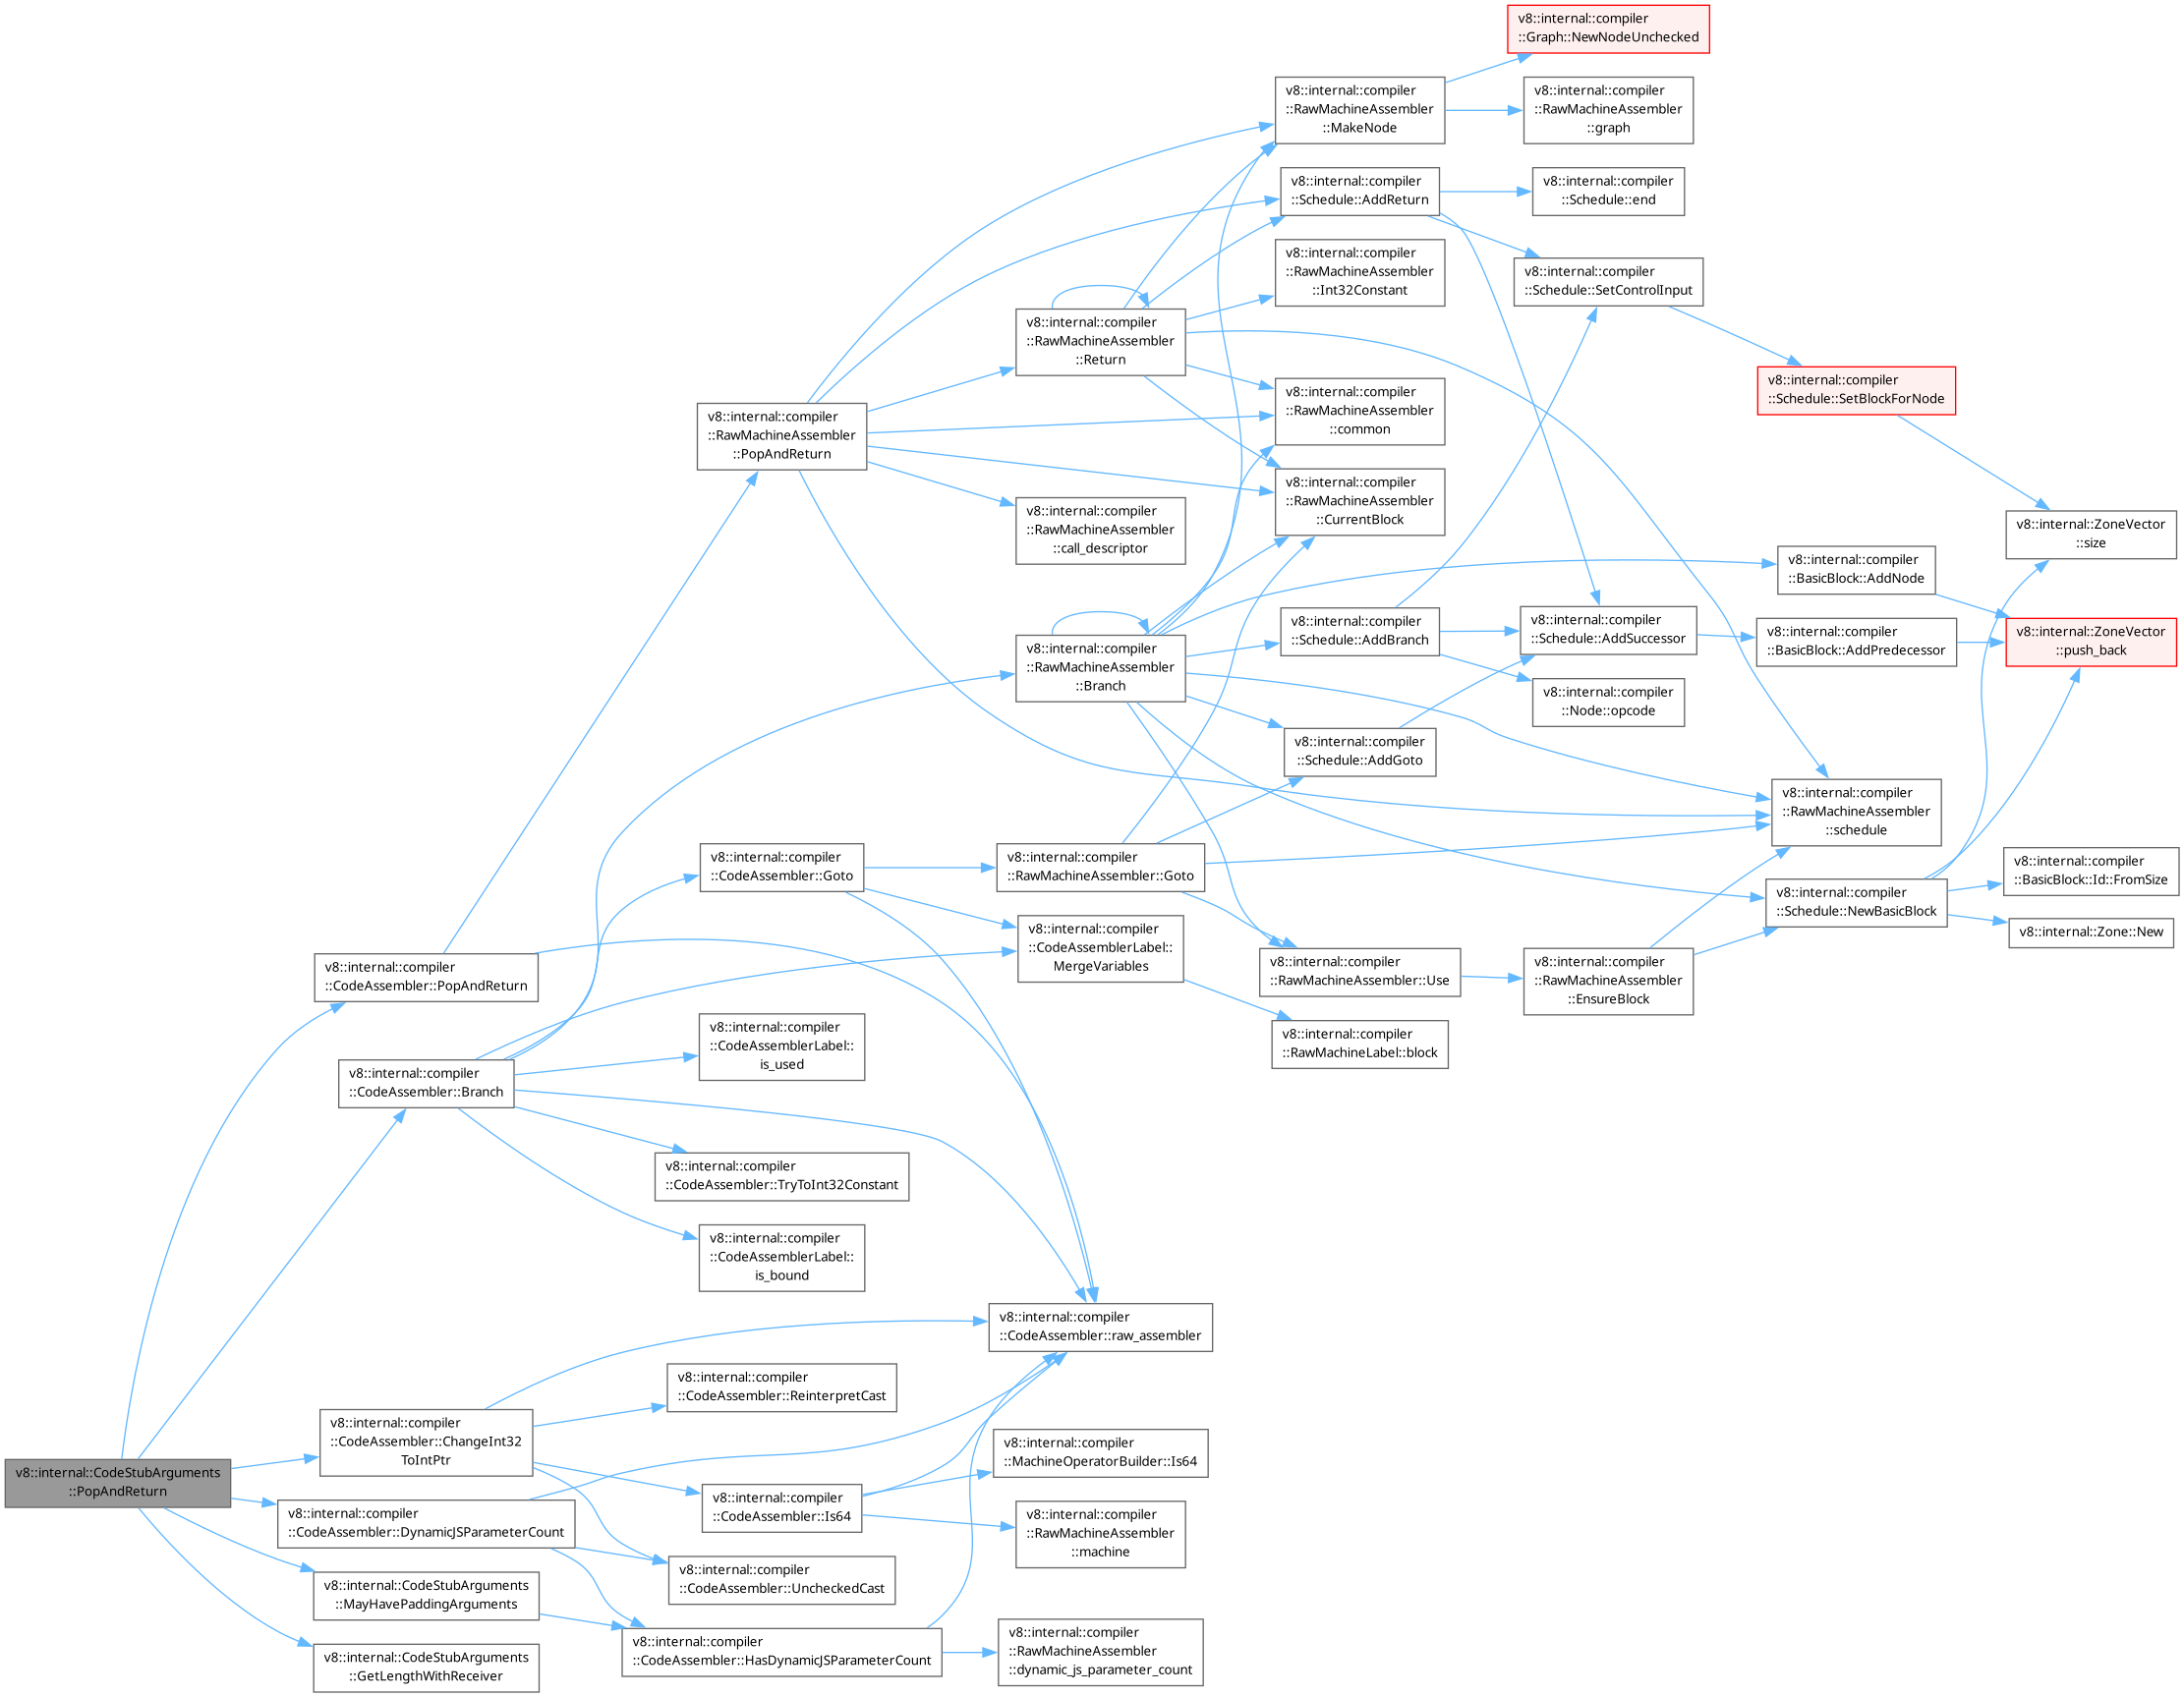 v8::internal::compiler
::Graph::NewNodeUnchecked
v8::internal::compiler
::RawMachineAssembler
::MakeNode
v8::internal::compiler
::RawMachineAssembler
::graph
v8::internal::compiler
::Schedule::AddReturn
v8::internal::compiler
::Schedule::end
v8::internal::compiler
::RawMachineAssembler
::Int32Constant
v8::internal::compiler
::Schedule::SetControlInput
v8::internal::compiler
::RawMachineAssembler
::Return
v8::internal::compiler
::Schedule::SetBlockForNode
v8::internal::compiler
::RawMachineAssembler
::PopAndReturn
v8::internal::compiler
::RawMachineAssembler
::common
v8::internal::compiler
::RawMachineAssembler
::CurrentBlock
v8::internal::compiler
::RawMachineAssembler
::call_descriptor
v8::internal::ZoneVector
::size
v8::internal::compiler
::BasicBlock::AddNode
v8::internal::compiler
::RawMachineAssembler
::Branch
v8::internal::compiler
::Schedule::AddBranch
v8::internal::compiler
::Schedule::AddSuccessor
v8::internal::compiler
::BasicBlock::AddPredecessor
v8::internal::ZoneVector
::push_back
v8::internal::compiler
::Node::opcode
v8::internal::compiler
::Schedule::AddGoto
v8::internal::compiler
::RawMachineAssembler
::schedule
v8::internal::compiler
::CodeAssembler::Goto
v8::internal::compiler
::RawMachineAssembler::Goto
v8::internal::compiler
::BasicBlock::Id::FromSize
v8::internal::compiler
::Schedule::NewBasicBlock
v8::internal::Zone::New
v8::internal::compiler
::CodeAssemblerLabel::
MergeVariables
v8::internal::compiler
::CodeAssembler::PopAndReturn
v8::internal::compiler
::RawMachineAssembler::Use
v8::internal::compiler
::RawMachineAssembler
::EnsureBlock
v8::internal::compiler
::CodeAssemblerLabel::
is_used
v8::internal::compiler
::RawMachineLabel::block
v8::internal::compiler
::CodeAssembler::Branch
v8::internal::compiler
::CodeAssembler::TryToInt32Constant
v8::internal::compiler
::CodeAssemblerLabel::
is_bound
v8::internal::compiler
::CodeAssembler::raw_assembler
v8::internal::compiler
::CodeAssembler::ReinterpretCast
v8::internal::compiler
::CodeAssembler::ChangeInt32
ToIntPtr
v8::internal::compiler
::MachineOperatorBuilder::Is64
v8::internal::CodeStubArguments
::PopAndReturn
v8::internal::compiler
::CodeAssembler::Is64
v8::internal::compiler
::CodeAssembler::DynamicJSParameterCount
v8::internal::compiler
::RawMachineAssembler
::machine
v8::internal::compiler
::CodeAssembler::UncheckedCast
v8::internal::CodeStubArguments
::MayHavePaddingArguments
v8::internal::compiler
::CodeAssembler::HasDynamicJSParameterCount
v8::internal::compiler
::RawMachineAssembler
::dynamic_js_parameter_count
v8::internal::CodeStubArguments
::GetLengthWithReceiver